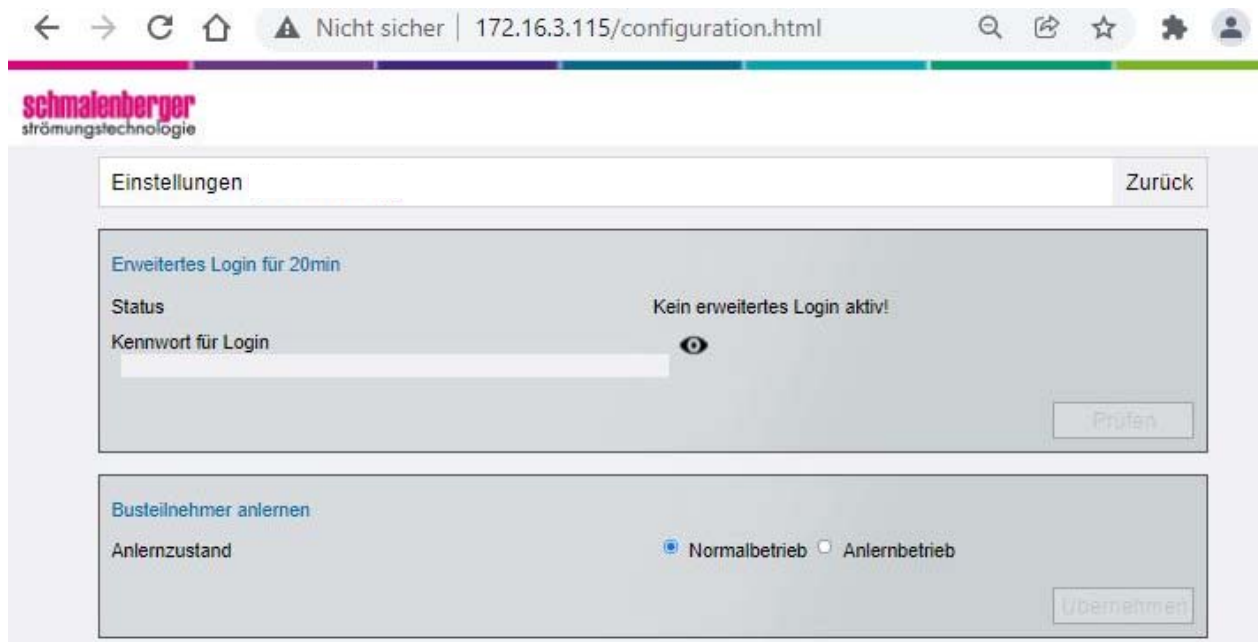 Nicht sicher | 172.16.3.115/configuration.html
schmalenberger
strömungstechnologie
Einstellungen Zurück
Erweitertes Login für 20min
Status Kein erweitertes Login aktiv!
Kennwort für Login
Prüfen
Busteilnehmer anlernen
Anlernzustand Normalbetrieb Anlernbetrieb
Übernehmen